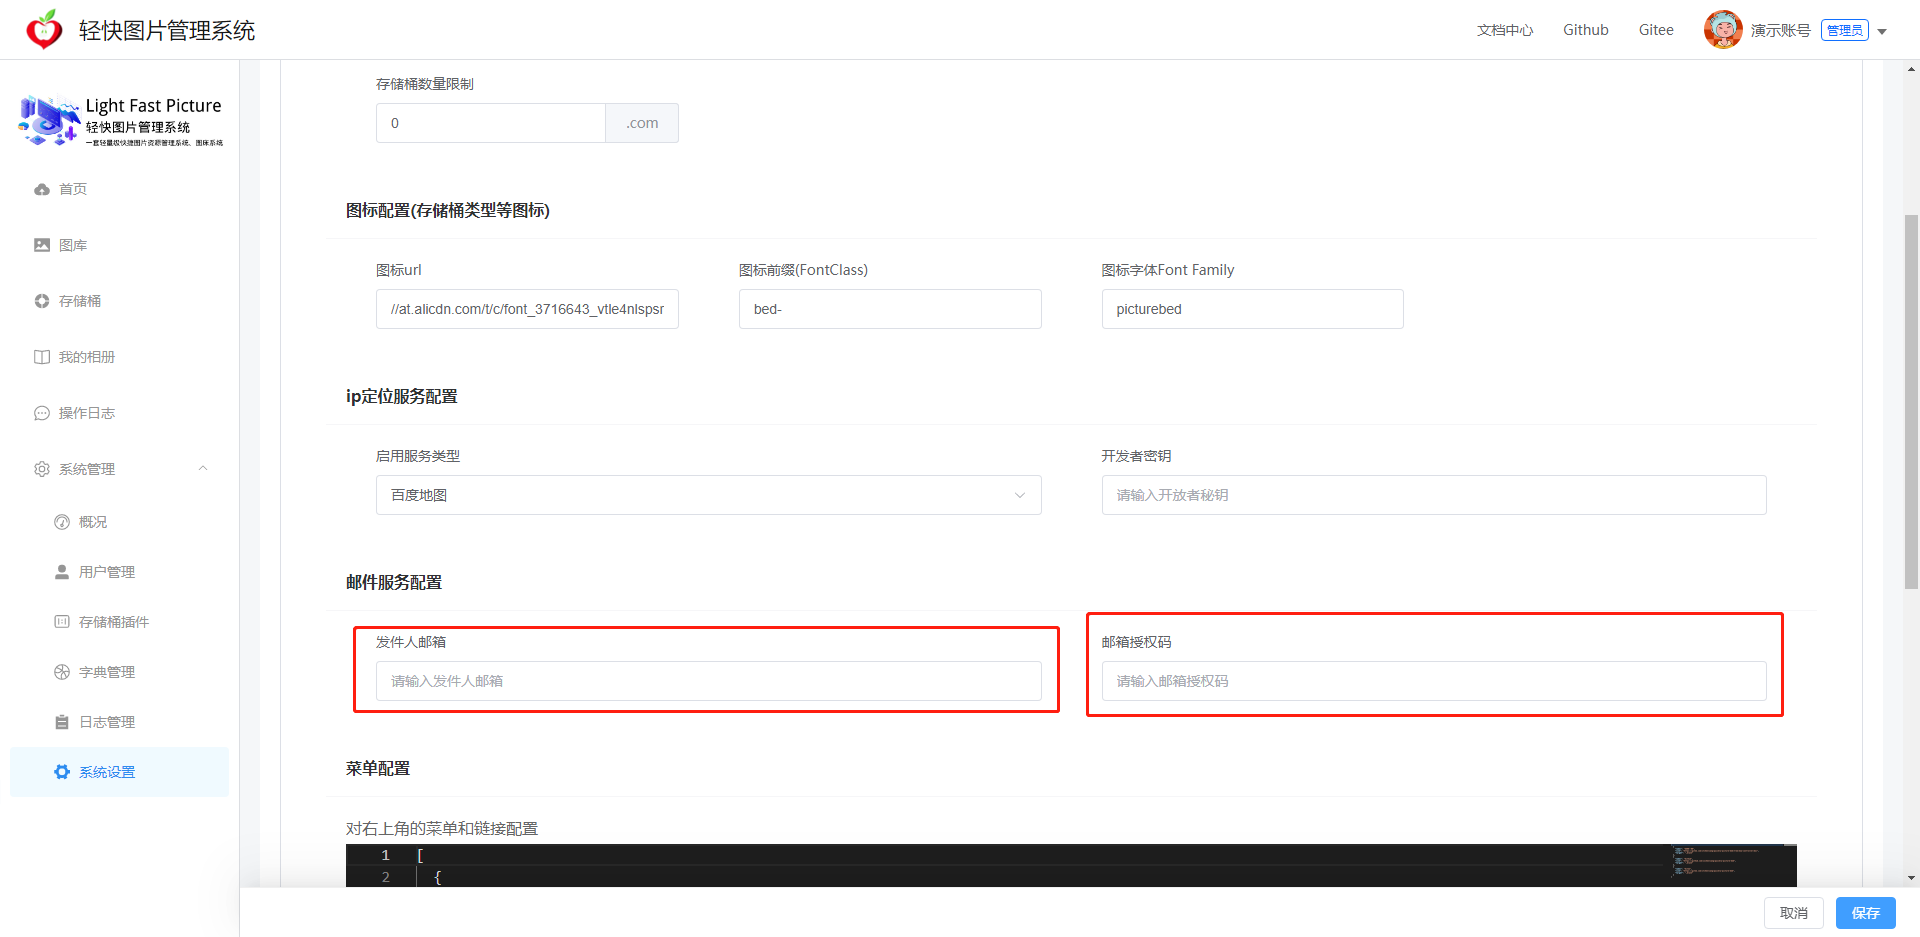 轻快图片管理系统
文档中心
Github
Gitee
演示账号
管理员
Light Fast Picture
轻快图片管理系统
一套轻量级快捷图片资源管理系统、图床系统
首页
图库
存储桶
我的相册
操作日志
系统管理
概况
用户管理
存储桶插件
字典管理
日志管理
系统设置
存储桶数量限制
0
.com
图标配置(存储桶类型等图标)
图标url
图标前缀(FontClass)
图标字体Font Family
//at.alicdn.com/t/c/font_3716643_vtle4nlspsr
bed-
picturebed
ip定位服务配置
启用服务类型
开发者密钥
百度地图
请输入开放者秘钥
邮件服务配置
发件人邮箱
邮箱授权码
请输入发件人邮箱
请输入邮箱授权码
菜单配置
对右上角的菜单和链接配置
1 [
2 {
取消
保存